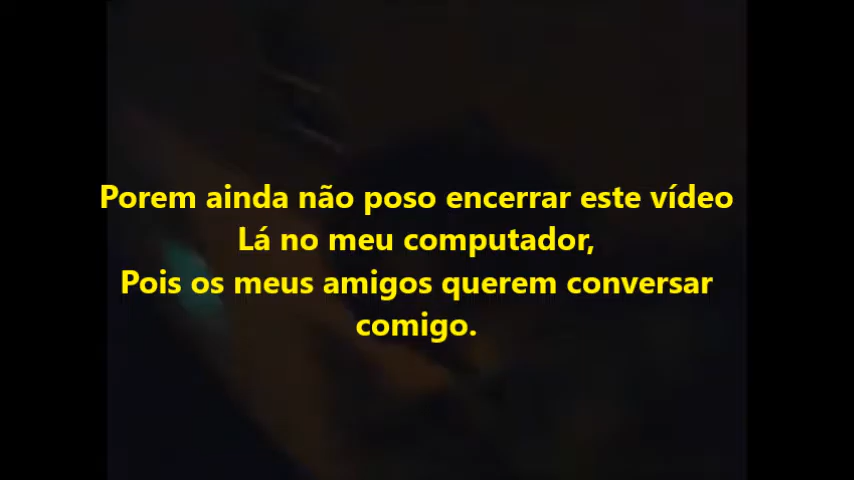 Porem ainda não poso encerrar este vídeo
Lá no meu computador,
Pois os meus amigos querem conversar
comigo.